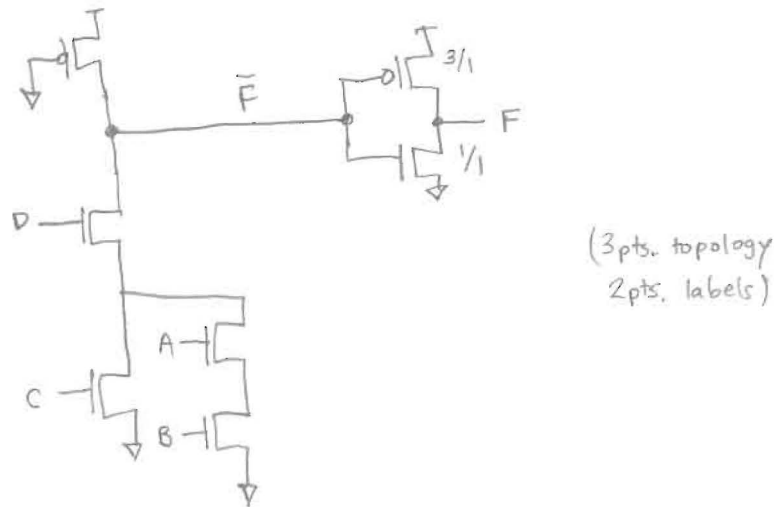 3/1
F̄
F
1/1
D
(3pts. topology
2pts. labels)
A
C
B